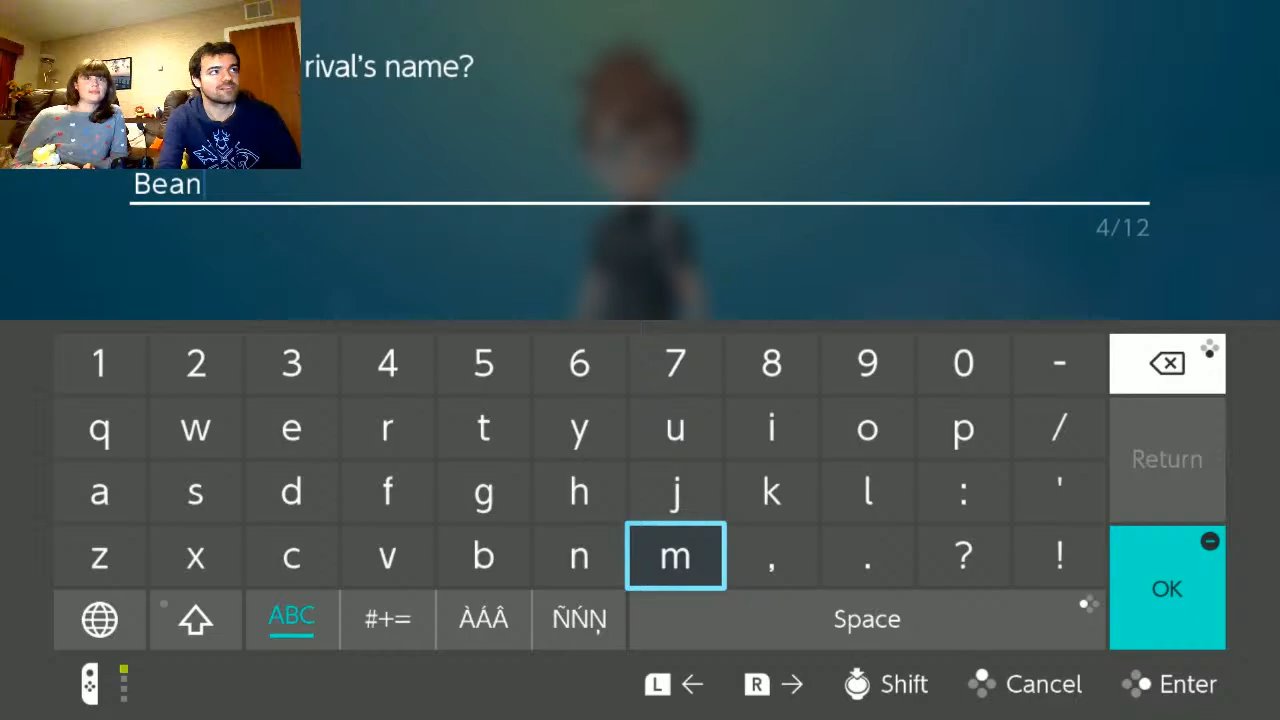 rival's name?
Bean
4/12
1 2 3 4 5 6 7 8 9 0 -
q w e r t y u i o p /
Return
a s d f g h j k l : '
z x c v b n m , . ? !
OK
ABC #+= ÀÁÂ ÑŃŅ Space
L ← R → Shift Cancel Enter